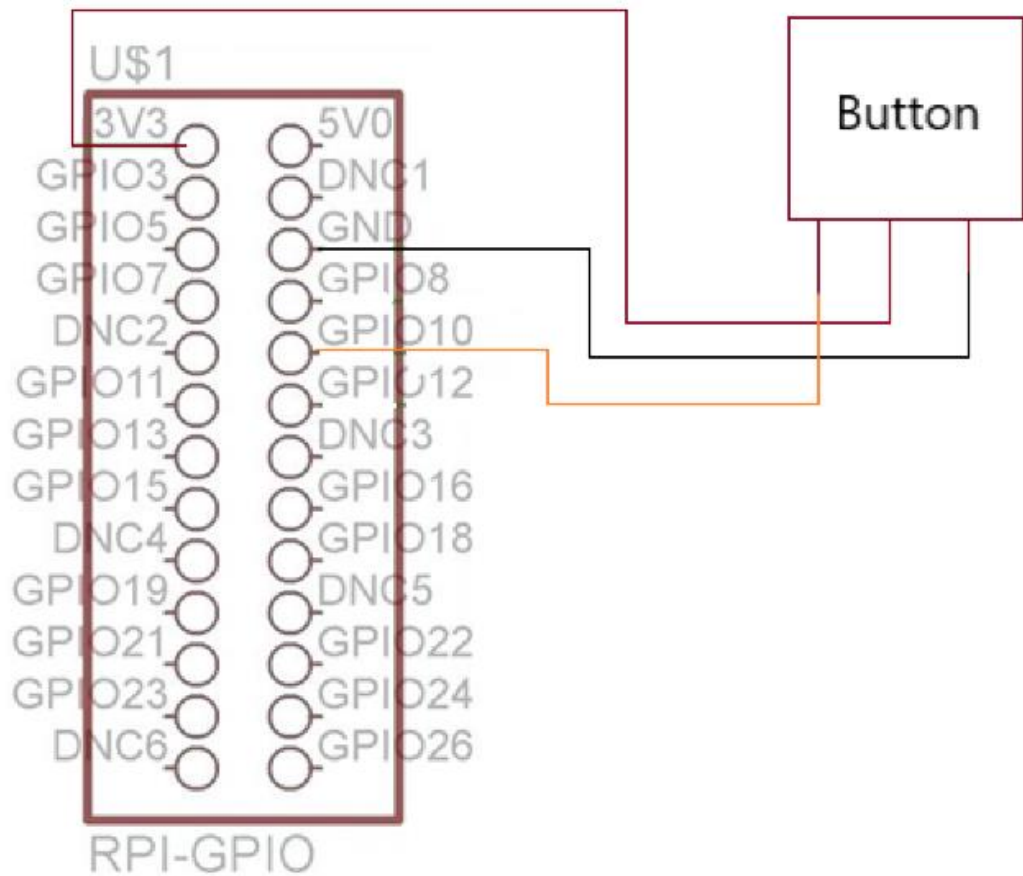 U$1
Button
3V3 5V0
GPIO3 DNC1
GPIO5 GND
GPIO7 GPIO8
DNC2 GPIO10
GPIO11 GPIO12
GPIO13 DNC3
GPIO15 GPIO16
DNC4 GPIO18
GPIO19 DNC5
GPIO21 GPIO22
GPIO23 GPIO24
DNC6 GPIO26
RPI-GPIO